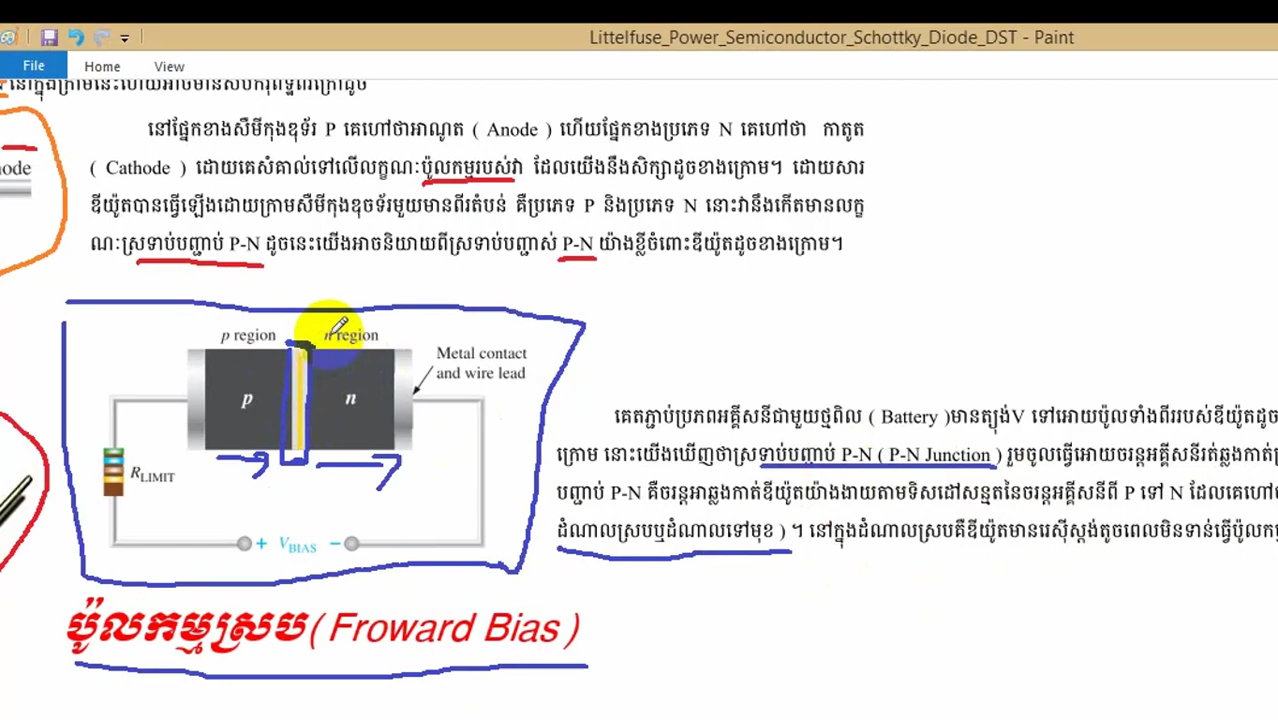 Littelfuse_Power_Semiconductor_Schottky_Diode_DST - Paint
File Home View
នៅផ្នែកខាងសឺមីកុងឌុទ័រ P គេហៅថាអាណូត ( Anode ) ហើយផ្នែកខាងប្រភេទ N គេហៅថា កាតូត
( Cathode ) ដោយគេសំគាល់ទៅលើលក្ខណៈប៉ូលកម្មរបស់វា ដែលយើងនឹងសិក្សាដូចខាងក្រោម។ ដោយសារ
ឌីយ៉ូតបានធ្វើឡើងដោយក្រាមសឺមីកុងឌុចទ័រមួយមានពីរតំបន់ គឺប្រភេទ P និងប្រភេទ N នោះវានឹងកើតមានលក្ខ
ណៈស្រទាប់បញ្ជាប់ P-N ដូចនេះយើងអាចនិយាយពីស្រទាប់បញ្ជាស់ P-N យ៉ាងខ្លីចំពោះឌីយ៉ូតដូចខាងក្រោម។
p region
n region
Metal contact
and wire lead
p
n
RLIMIT
+ VBIAS −
គេតភ្ជាប់ប្រភពអគ្គីសនីជាមួយថ្មពិល ( Battery )មានត្យុង់V ទៅអោយប៉ូលទាំងពីររបស់ឌីយ៉ូតដូច
ក្រោម នោះយើងឃើញថាស្រទាប់បញ្ជាប់ P-N ( P-N Junction ) រួមចូលធ្វើអោយចរន្តអគ្គីសនីរត់ឆ្លងកាត់
បញ្ជាប់ P-N គឺចរន្តអាឆ្លងកាត់ឌីយ៉ូតយ៉ាងងាយតាមទិសដៅសន្មតនៃចរន្តអគ្គីសនីពី P ទៅ N ដែលគេហៅ
ដំណាលស្របឬដំណាលទៅមុខ ) ។ នៅក្នុងដំណាលស្របគឺឌីយ៉ូតមានរេស៊ីស្តង់តូចពេលមិនទាន់ធ្វើប៉ូលកម្ម
ប៉ូលកម្មស្រប( Froward Bias )